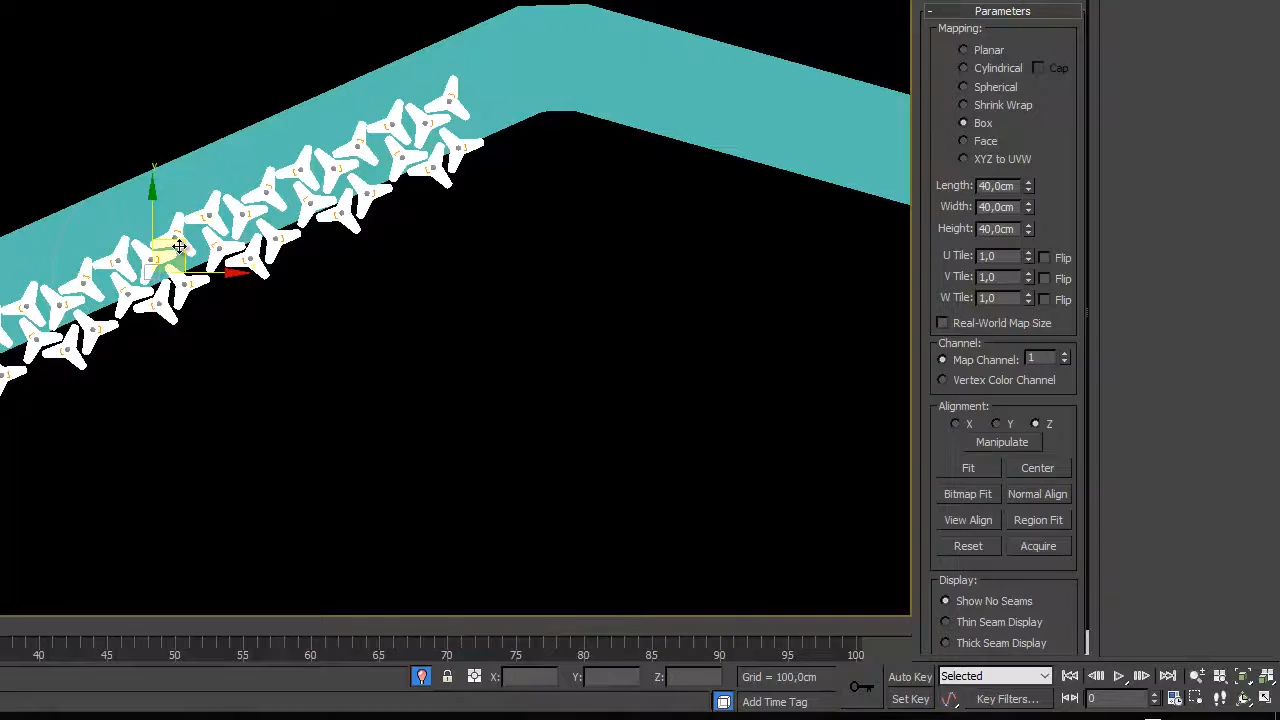 - Parameters
Mapping:
Planar
Cylindrical Cap
Spherical
Shrink Wrap
Box
Face
XYZ to UVW
Length: 40,0cm
Width: 40,0cm
Height: 40,0cm
U Tile: 1,0 Flip
V Tile: 1,0 Flip
W Tile: 1,0 Flip
Real-World Map Size
Channel:
Map Channel: 1
Vertex Color Channel
Alignment:
X Y Z
Manipulate
Fit Center
Bitmap Fit Normal Align
View Align Region Fit
Reset Acquire
Display:
Show No Seams
Thin Seam Display
Thick Seam Display
40 45 50 55 60 65 70 75 80 85 90 95 100
X: Y: Z: Grid = 100,0cm Auto Key Selected
Add Time Tag Set Key Key Filters... 0